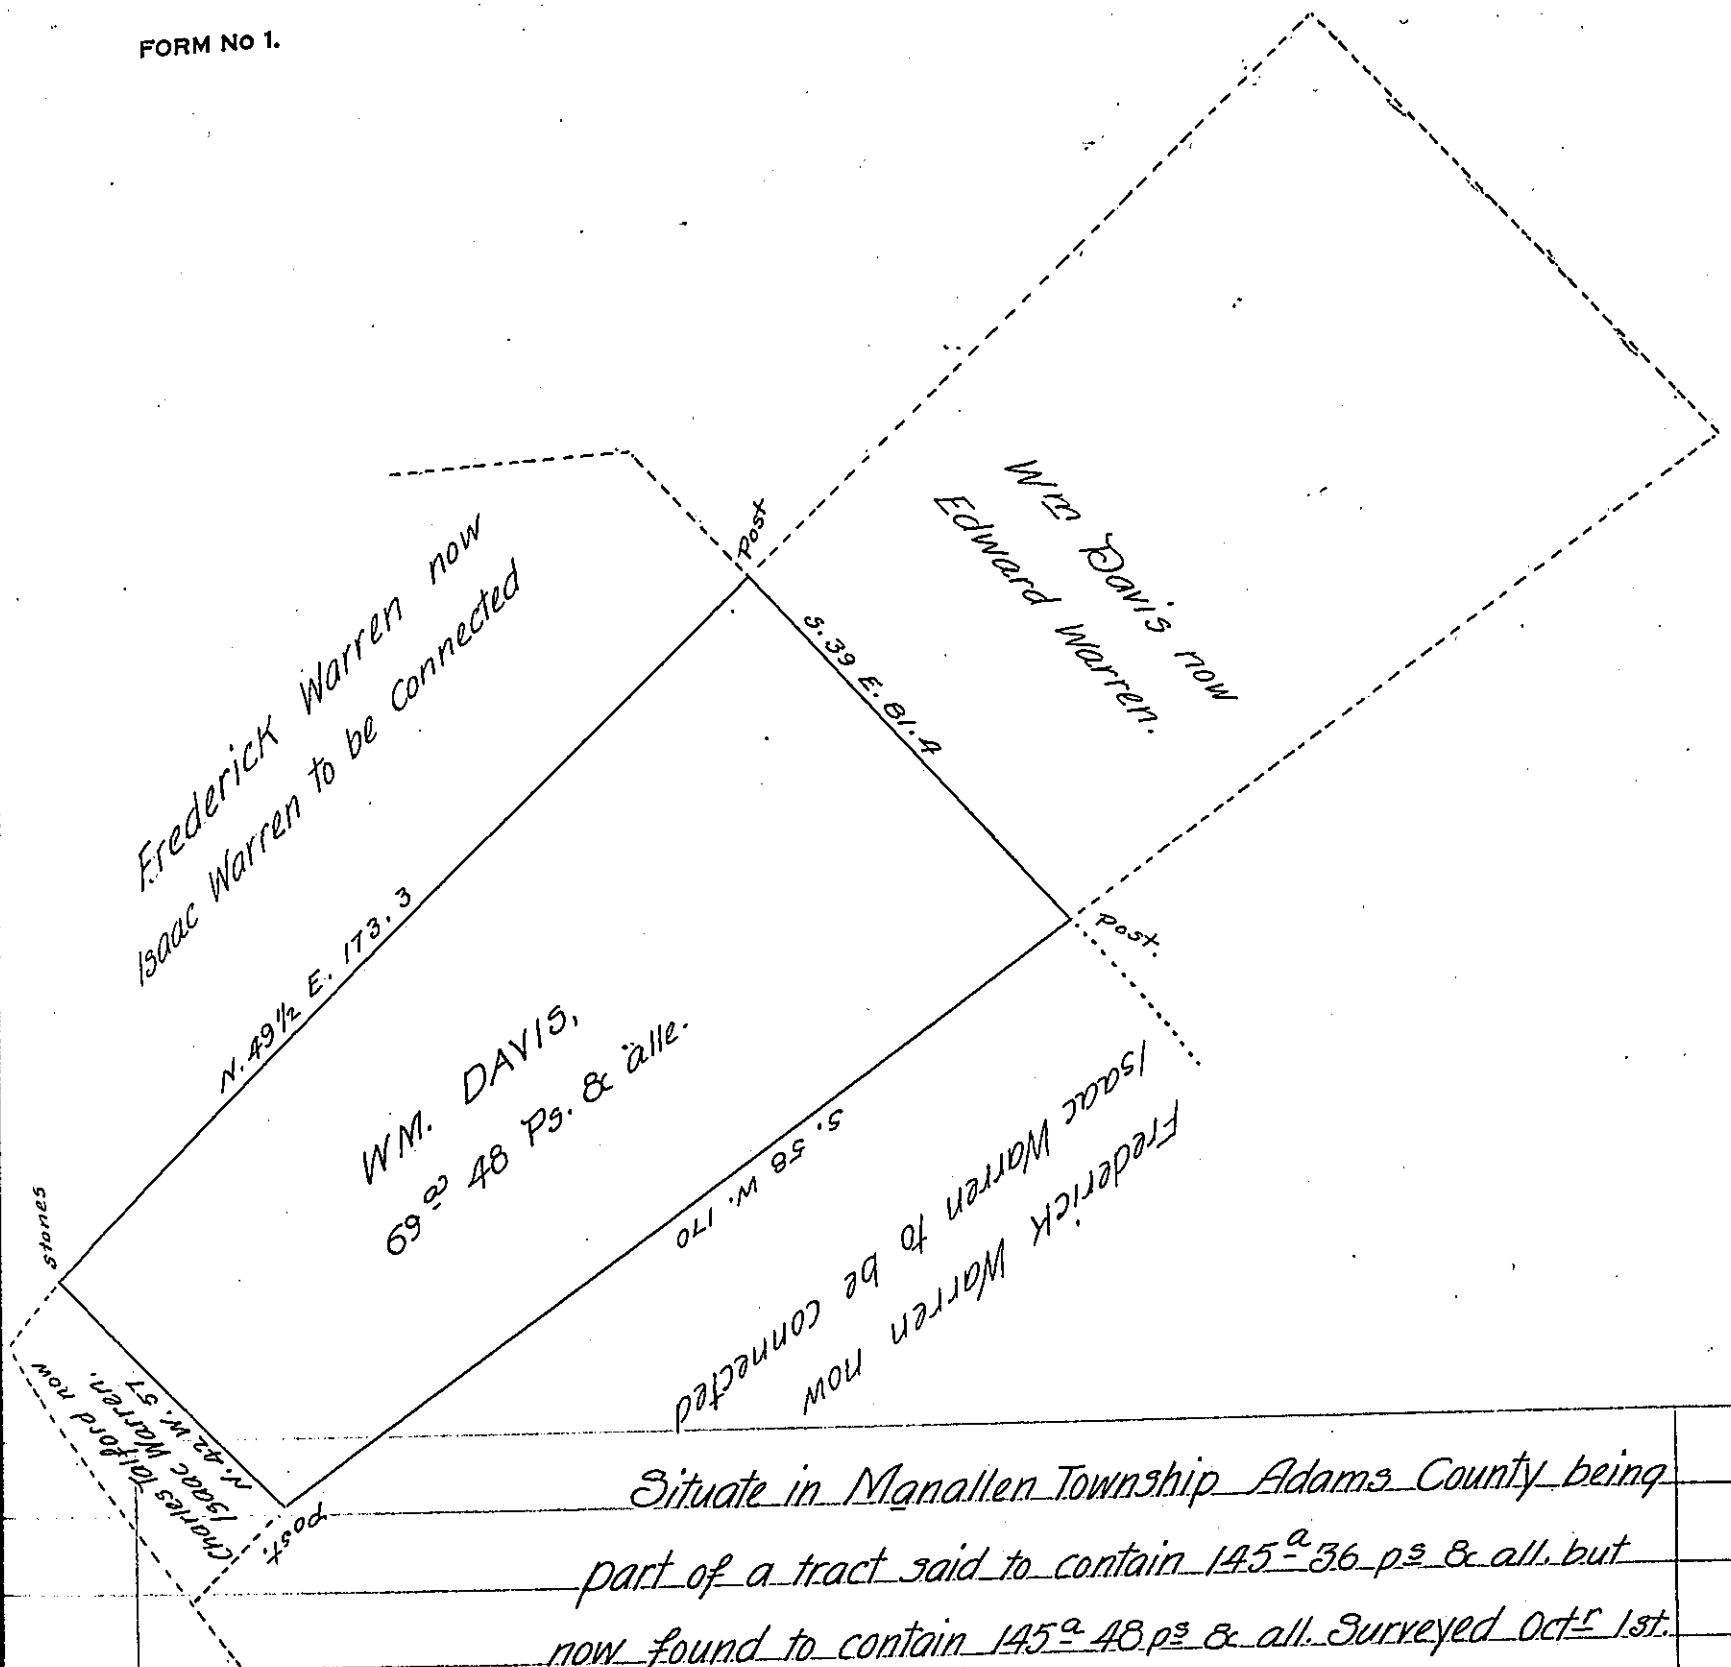 FORM No 1.
Post
Wm Davis now
Edward Warren.
Frederick Warren now
Isaac Warren to be Connected
S. 39 E. 81.4
N. 49½ E. 173.3
Post.
WM. DAVIS,
69 a 48 Ps. & alle.
S. 58 W. 170
Isaac Warren to be connected
Frederick Warren now
Stones
N. 42 W. 57
Isaac Warren.
Charles Talford now
Post.
Situate in Manallen Township Adams County being
part of a tract said to contain 145 a 36 ps & all. but
now found to contain 145 a 48 ps & all. Surveyed Octr 1st.